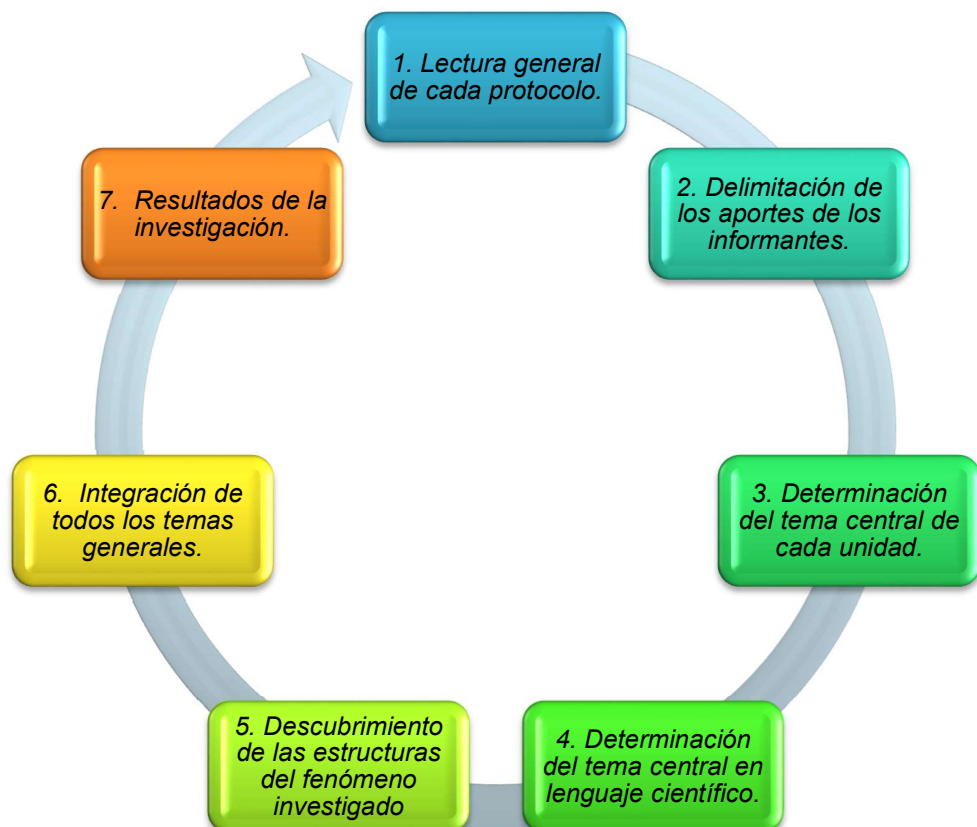 1. Lectura general
de cada protocolo.
2. Delimitación de
los aportes de los
informantes.
3. Determinación
del tema central de
cada unidad.
4. Determinación
del tema central en
lenguaje científico.
5. Descubrimiento
de las estructuras
del fenómeno
investigado
6. Integración de
todos los temas
generales.
7. Resultados de la
investigación.